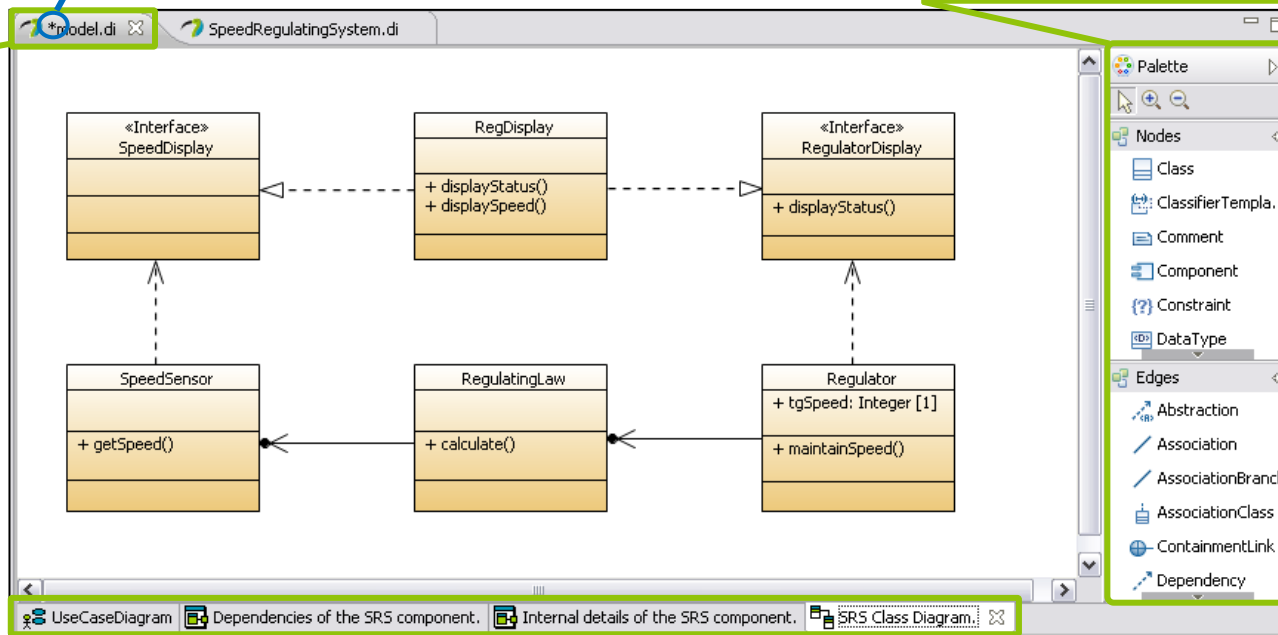 *model.di
SpeedRegulatingSystem.di
«Interface»
SpeedDisplay
RegDisplay
+ displayStatus()
+ displaySpeed()
«Interface»
RegulatorDisplay
+ displayStatus()
SpeedSensor
+ getSpeed()
RegulatingLaw
+ calculate()
Regulator
+ tgSpeed: Integer [1]
+ maintainSpeed()
Palette
Nodes
Class
ClassifierTempla.
Comment
Component
{?} Constraint
DataType
Edges
Abstraction
Association
AssociationBranc
AssociationClass
ContainmentLink
Dependency
UseCaseDiagram
Dependencies of the SRS component.
Internal details of the SRS component.
SRS Class Diagram.